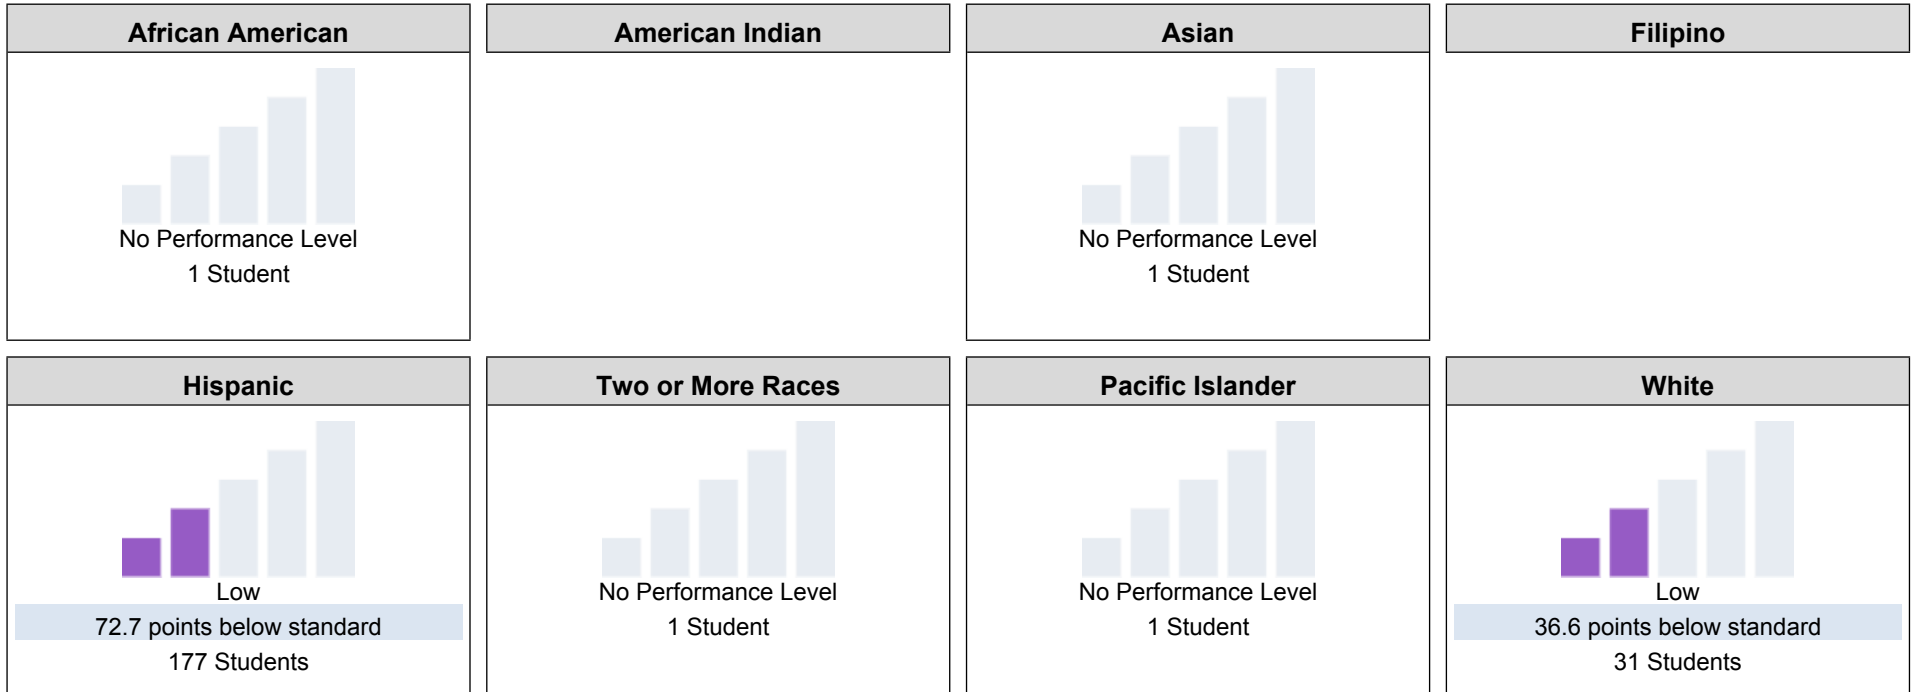 African American
No Performance Level
1 Student
American Indian
Asian
No Performance Level
1 Student
Filipino
Hispanic
Low
72.7 points below standard
177 Students
Two or More Races
No Performance Level
1 Student
Pacific Islander
No Performance Level
1 Student
White
Low
36.6 points below standard
31 Students